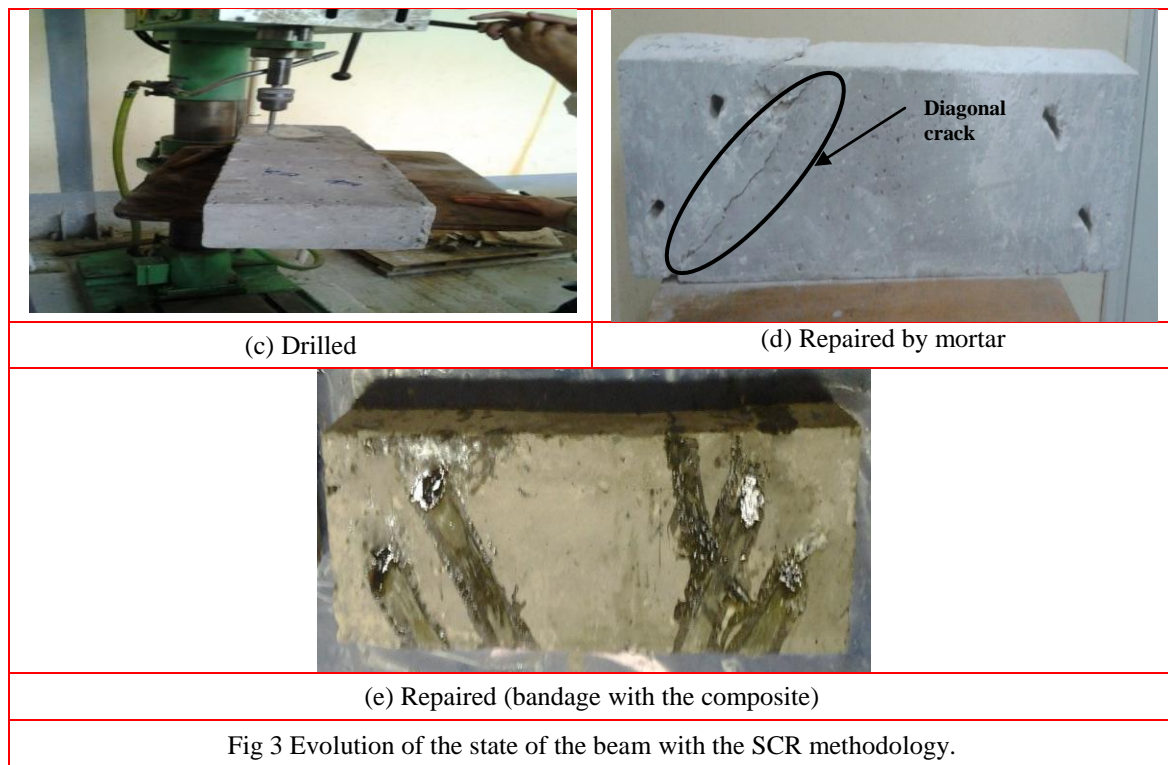 Diagonal
crack
(c) Drilled
(d) Repaired by mortar
(e) Repaired (bandage with the composite)
Fig 3 Evolution of the state of the beam with the SCR methodology.